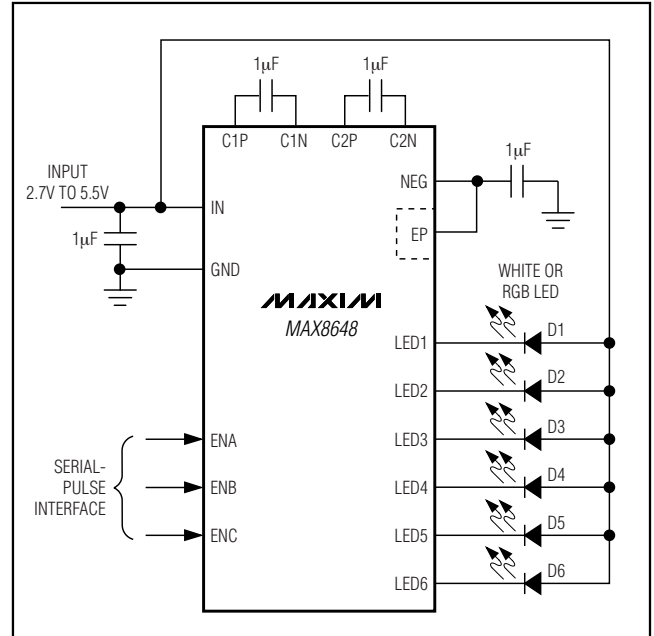 1µF
1µF
C1P
C1N
C2P
C2N
1µF
INPUT
2.7V TO 5.5V
IN
NEG
EP
1µF
GND
MAXIM
MAX8648
WHITE OR
RGB LED
LED1
D1
LED2
D2
LED3
D3
LED4
D4
LED5
D5
LED6
D6
SERIAL-
PULSE
INTERFACE
ENA
ENB
ENC